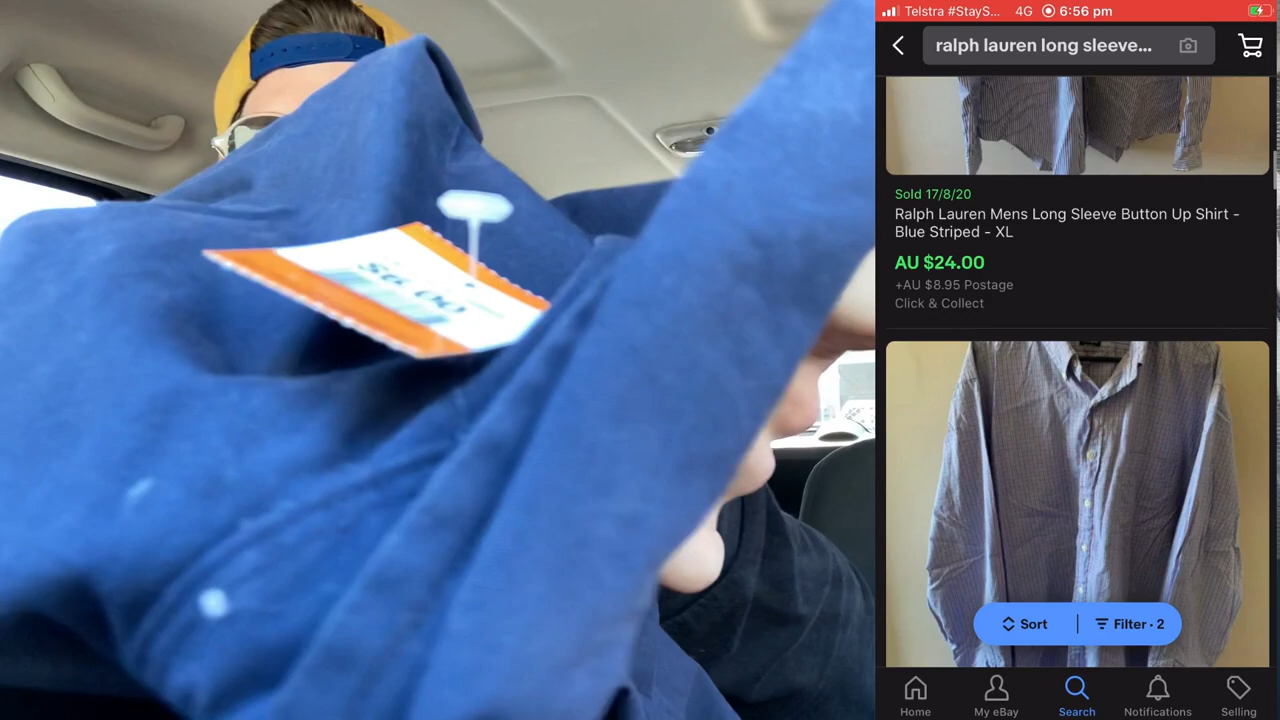 $6.00
Telstra #StayS... 4G 6:56 pm
ralph lauren long sleeve...
Sold 17/8/20
Ralph Lauren Mens Long Sleeve Button Up Shirt -
Blue Striped - XL
AU $24.00
+AU $8.95 Postage
Click & Collect
Sort
Filter · 2
Home
My eBay
Search
Notifications
Selling